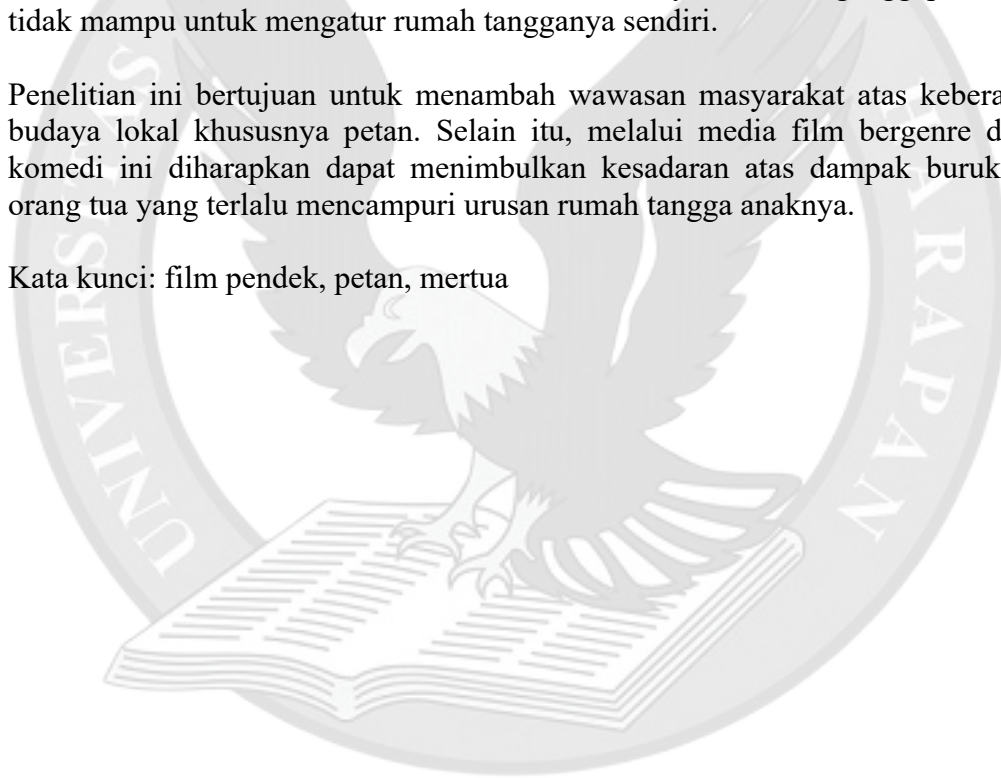 tidak mampu untuk mengatur rumah tangganya sendiri.
Penelitian ini bertujuan untuk menambah wawasan masyarakat atas kebera
budaya lokal khususnya petan. Selain itu, melalui media film bergenre d
komedi ini diharapkan dapat menimbulkan kesadaran atas dampak buruk
orang tua yang terlalu mencampuri urusan rumah tangga anaknya.
Kata kunci: film pendek, petan, mertua
UNIVERSITAS
HARAPAN